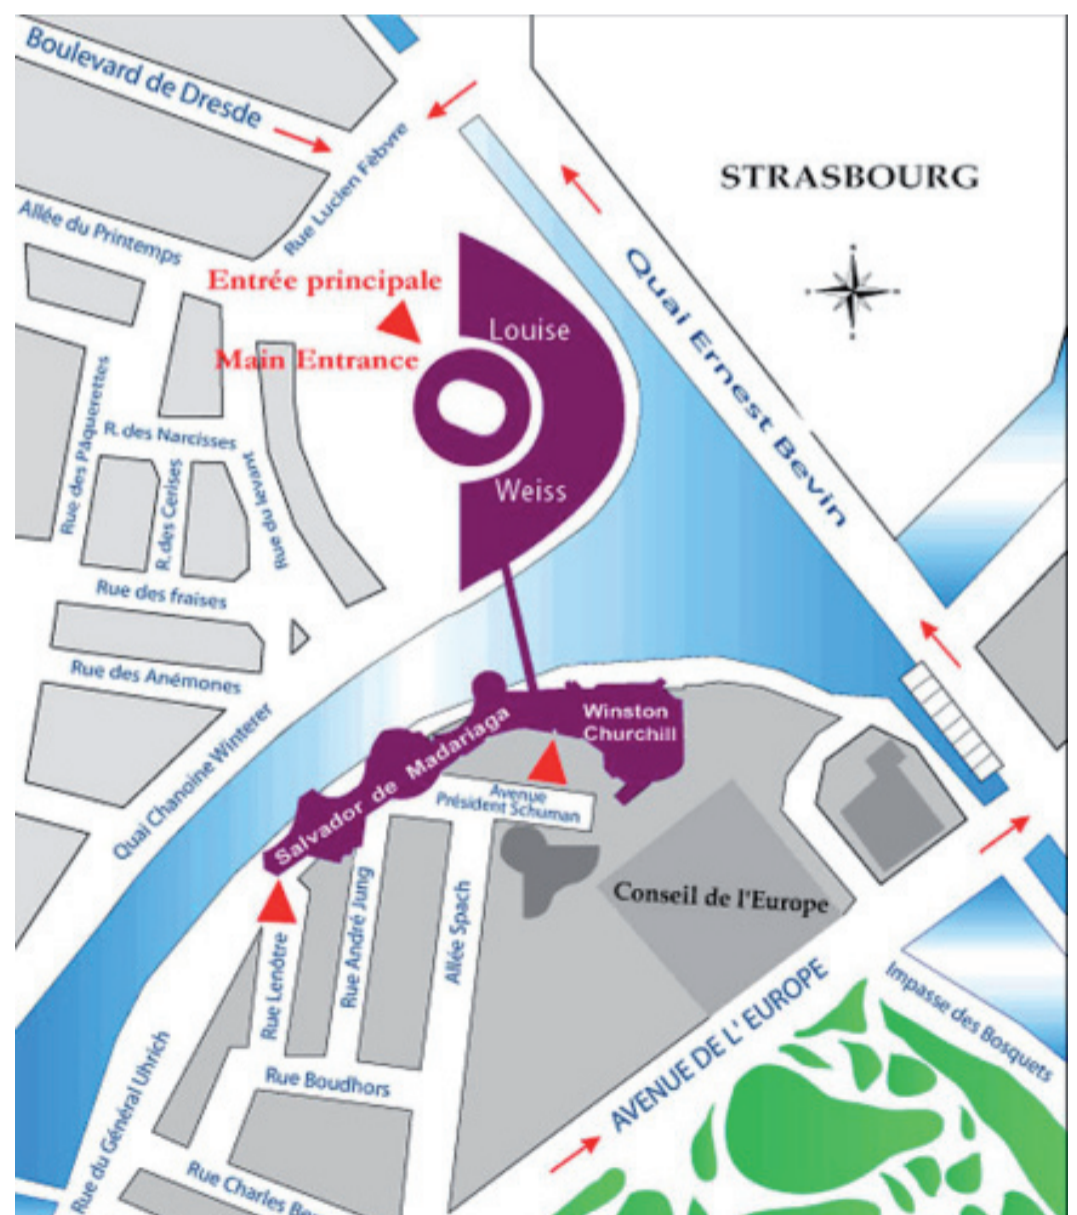 Boulevard de Dresde
Rue Lucien Fèbvre
STRASBOURG
Allée du Printemps
Entrée principale
Main Entrance
Louise
Weiss
Quai Ernest Bevin
Rue des Pâquerettes
R. des Narcisses
R. des Cerises
Rue du levant
Rue des fraises
Rue des Anémones
Quai Chanoine Winterer
Salvador de Madariaga
Winston
Churchill
Avenue
Président Schuman
Conseil de l'Europe
Rue Lenôtre
Rue André Jung
Allée Spach
AVENUE DE L' EUROPE
Impasse des Bosquets
Rue Boudhors
Rue du Général Uhrich
Rue Charles